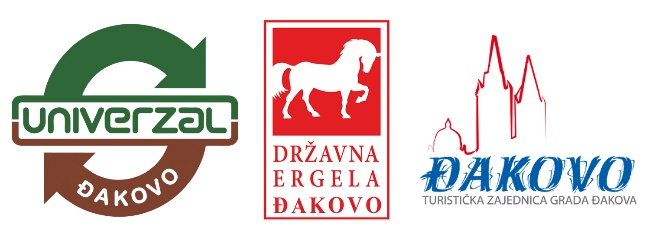 UNIVERZAL
ĐAKOVO
DRŽAVNA
ERGELA
ĐAKOVO
ĐAKOVO
TURISTIČKA ZAJEDNICA GRADA ĐAKOVA